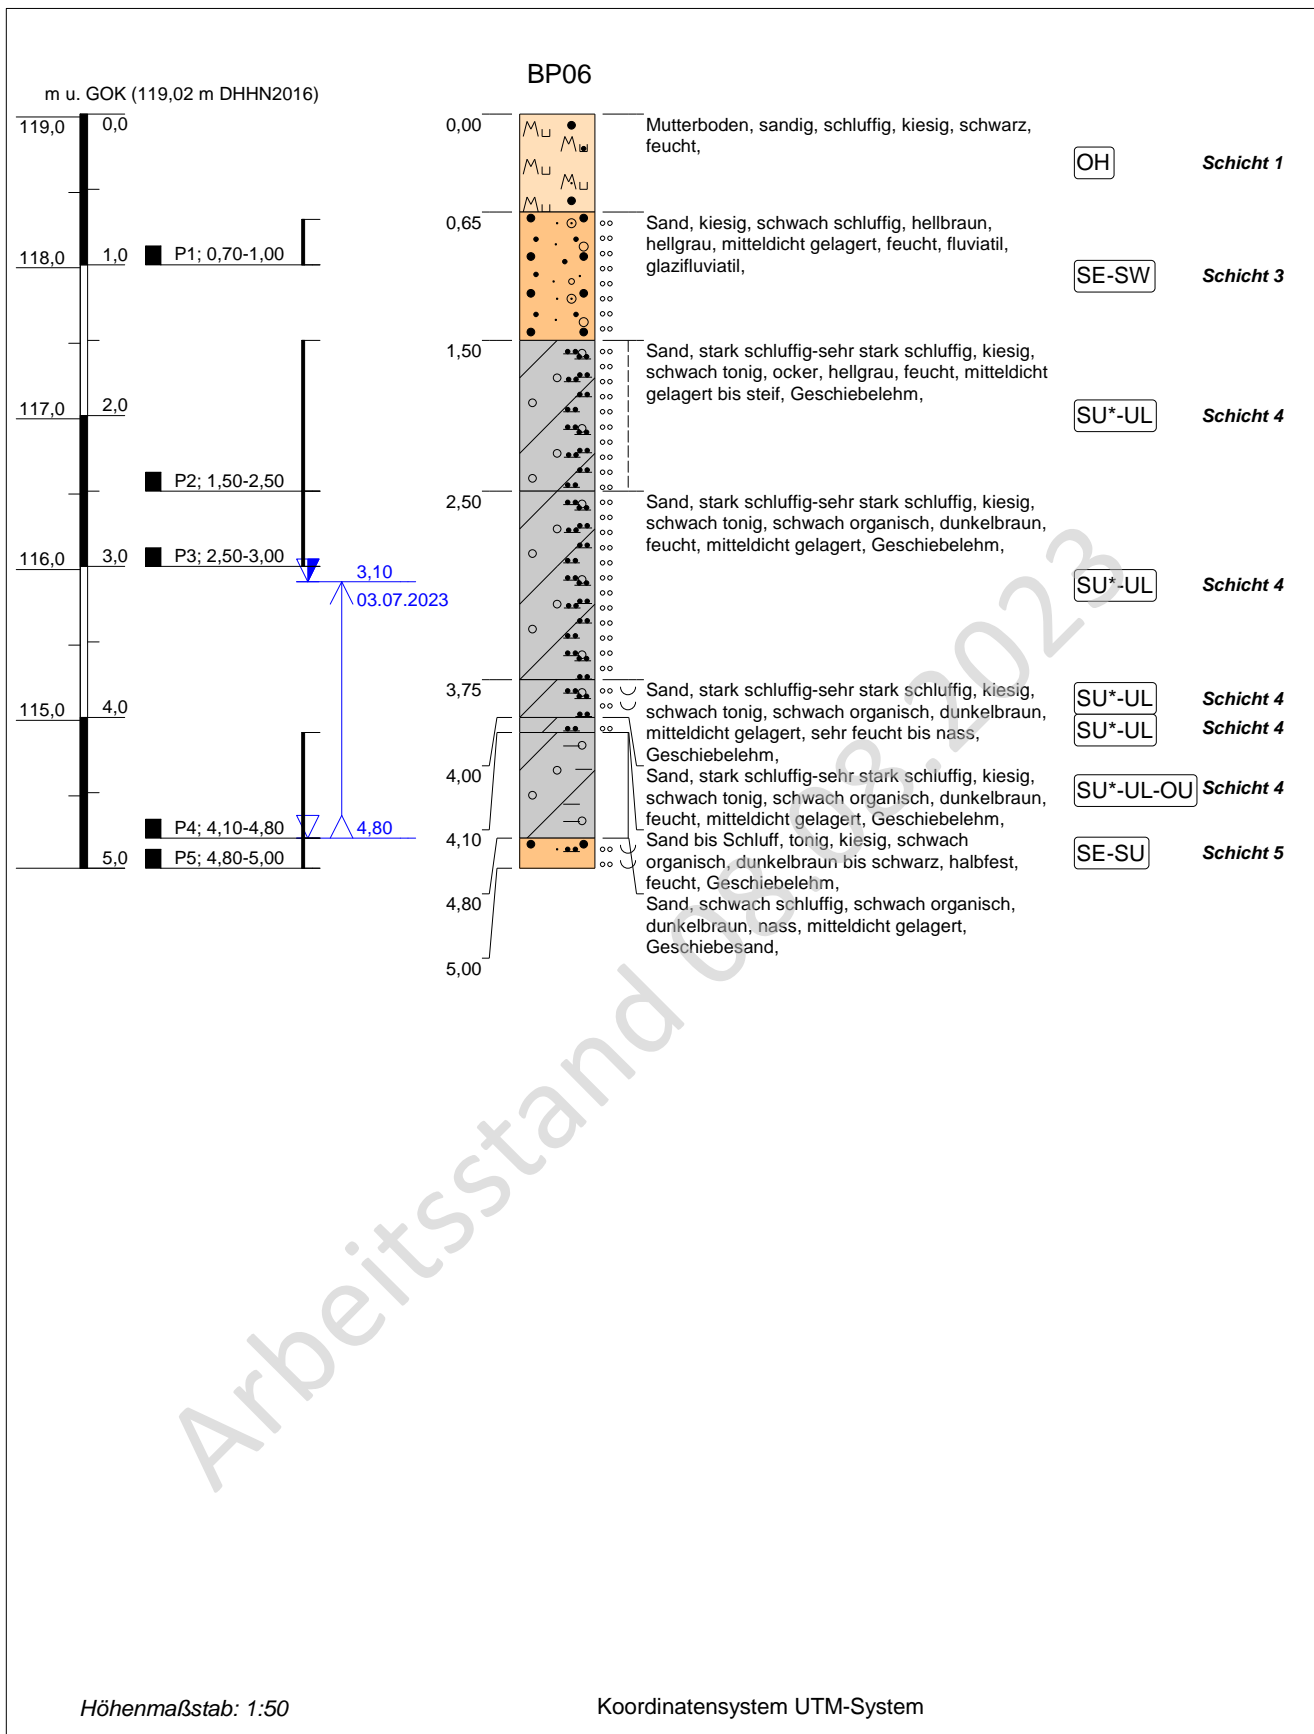 BP06
m u. GOK (119,02 m DHHN2016)
119,0
0,0
118,0
1,0
117,0
2,0
116,0
3,0
115,0
4,0
5,0
P1; 0,70-1,00
P2; 1,50-2,50
P3; 2,50-3,00
P4; 4,10-4,80
P5; 4,80-5,00
3,10
03.07.2023
4,80
0,00
Mutterboden, sandig, schluffig, kiesig, schwarz,
feucht,
OH
Schicht 1
0,65
Sand, kiesig, schwach schluffig, hellbraun,
hellgrau, mitteldicht gelagert, feucht, fluviatil,
glazifluviatil,
SE-SW
Schicht 3
1,50
Sand, stark schluffig-sehr stark schluffig, kiesig,
schwach tonig, ocker, hellgrau, feucht, mitteldicht
gelagert bis steif, Geschiebelehm,
SU*-UL
Schicht 4
2,50
Sand, stark schluffig-sehr stark schluffig, kiesig,
schwach tonig, schwach organisch, dunkelbraun,
feucht, mitteldicht gelagert, Geschiebelehm,
SU*-UL
Schicht 4
3,75
Sand, stark schluffig-sehr stark schluffig, kiesig,
schwach tonig, schwach organisch, dunkelbraun,
mitteldicht gelagert, sehr feucht bis nass,
Geschiebelehm,
SU*-UL
Schicht 4
4,00
Sand, stark schluffig-sehr stark schluffig, kiesig,
schwach tonig, schwach organisch, dunkelbraun,
feucht, mitteldicht gelagert, Geschiebelehm,
SU*-UL
Schicht 4
4,10
Sand bis Schluff, tonig, kiesig, schwach
organisch, dunkelbraun bis schwarz, halbfest,
feucht, Geschiebelehm,
SU*-UL-OU
Schicht 4
4,80
Sand, schwach schluffig, schwach organisch,
dunkelbraun, nass, mitteldicht gelagert,
Geschiebesand,
SE-SU
Schicht 5
5,00
Arbeitsstand 08.08.2023
Höhenmaßstab: 1:50
Koordinatensystem UTM-System